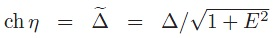 ch η = Δ̃ = Δ/√1 + E²